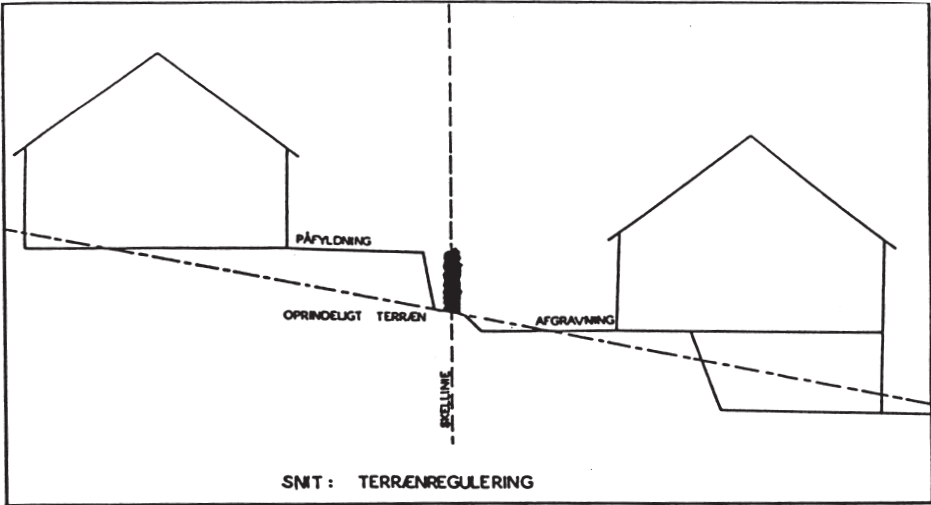 PÅFYLDNING
OPRINDELIGT TERRÆN
AFGRAVNING
SKELLINIE
SNIT: TERRÆNREGULERING